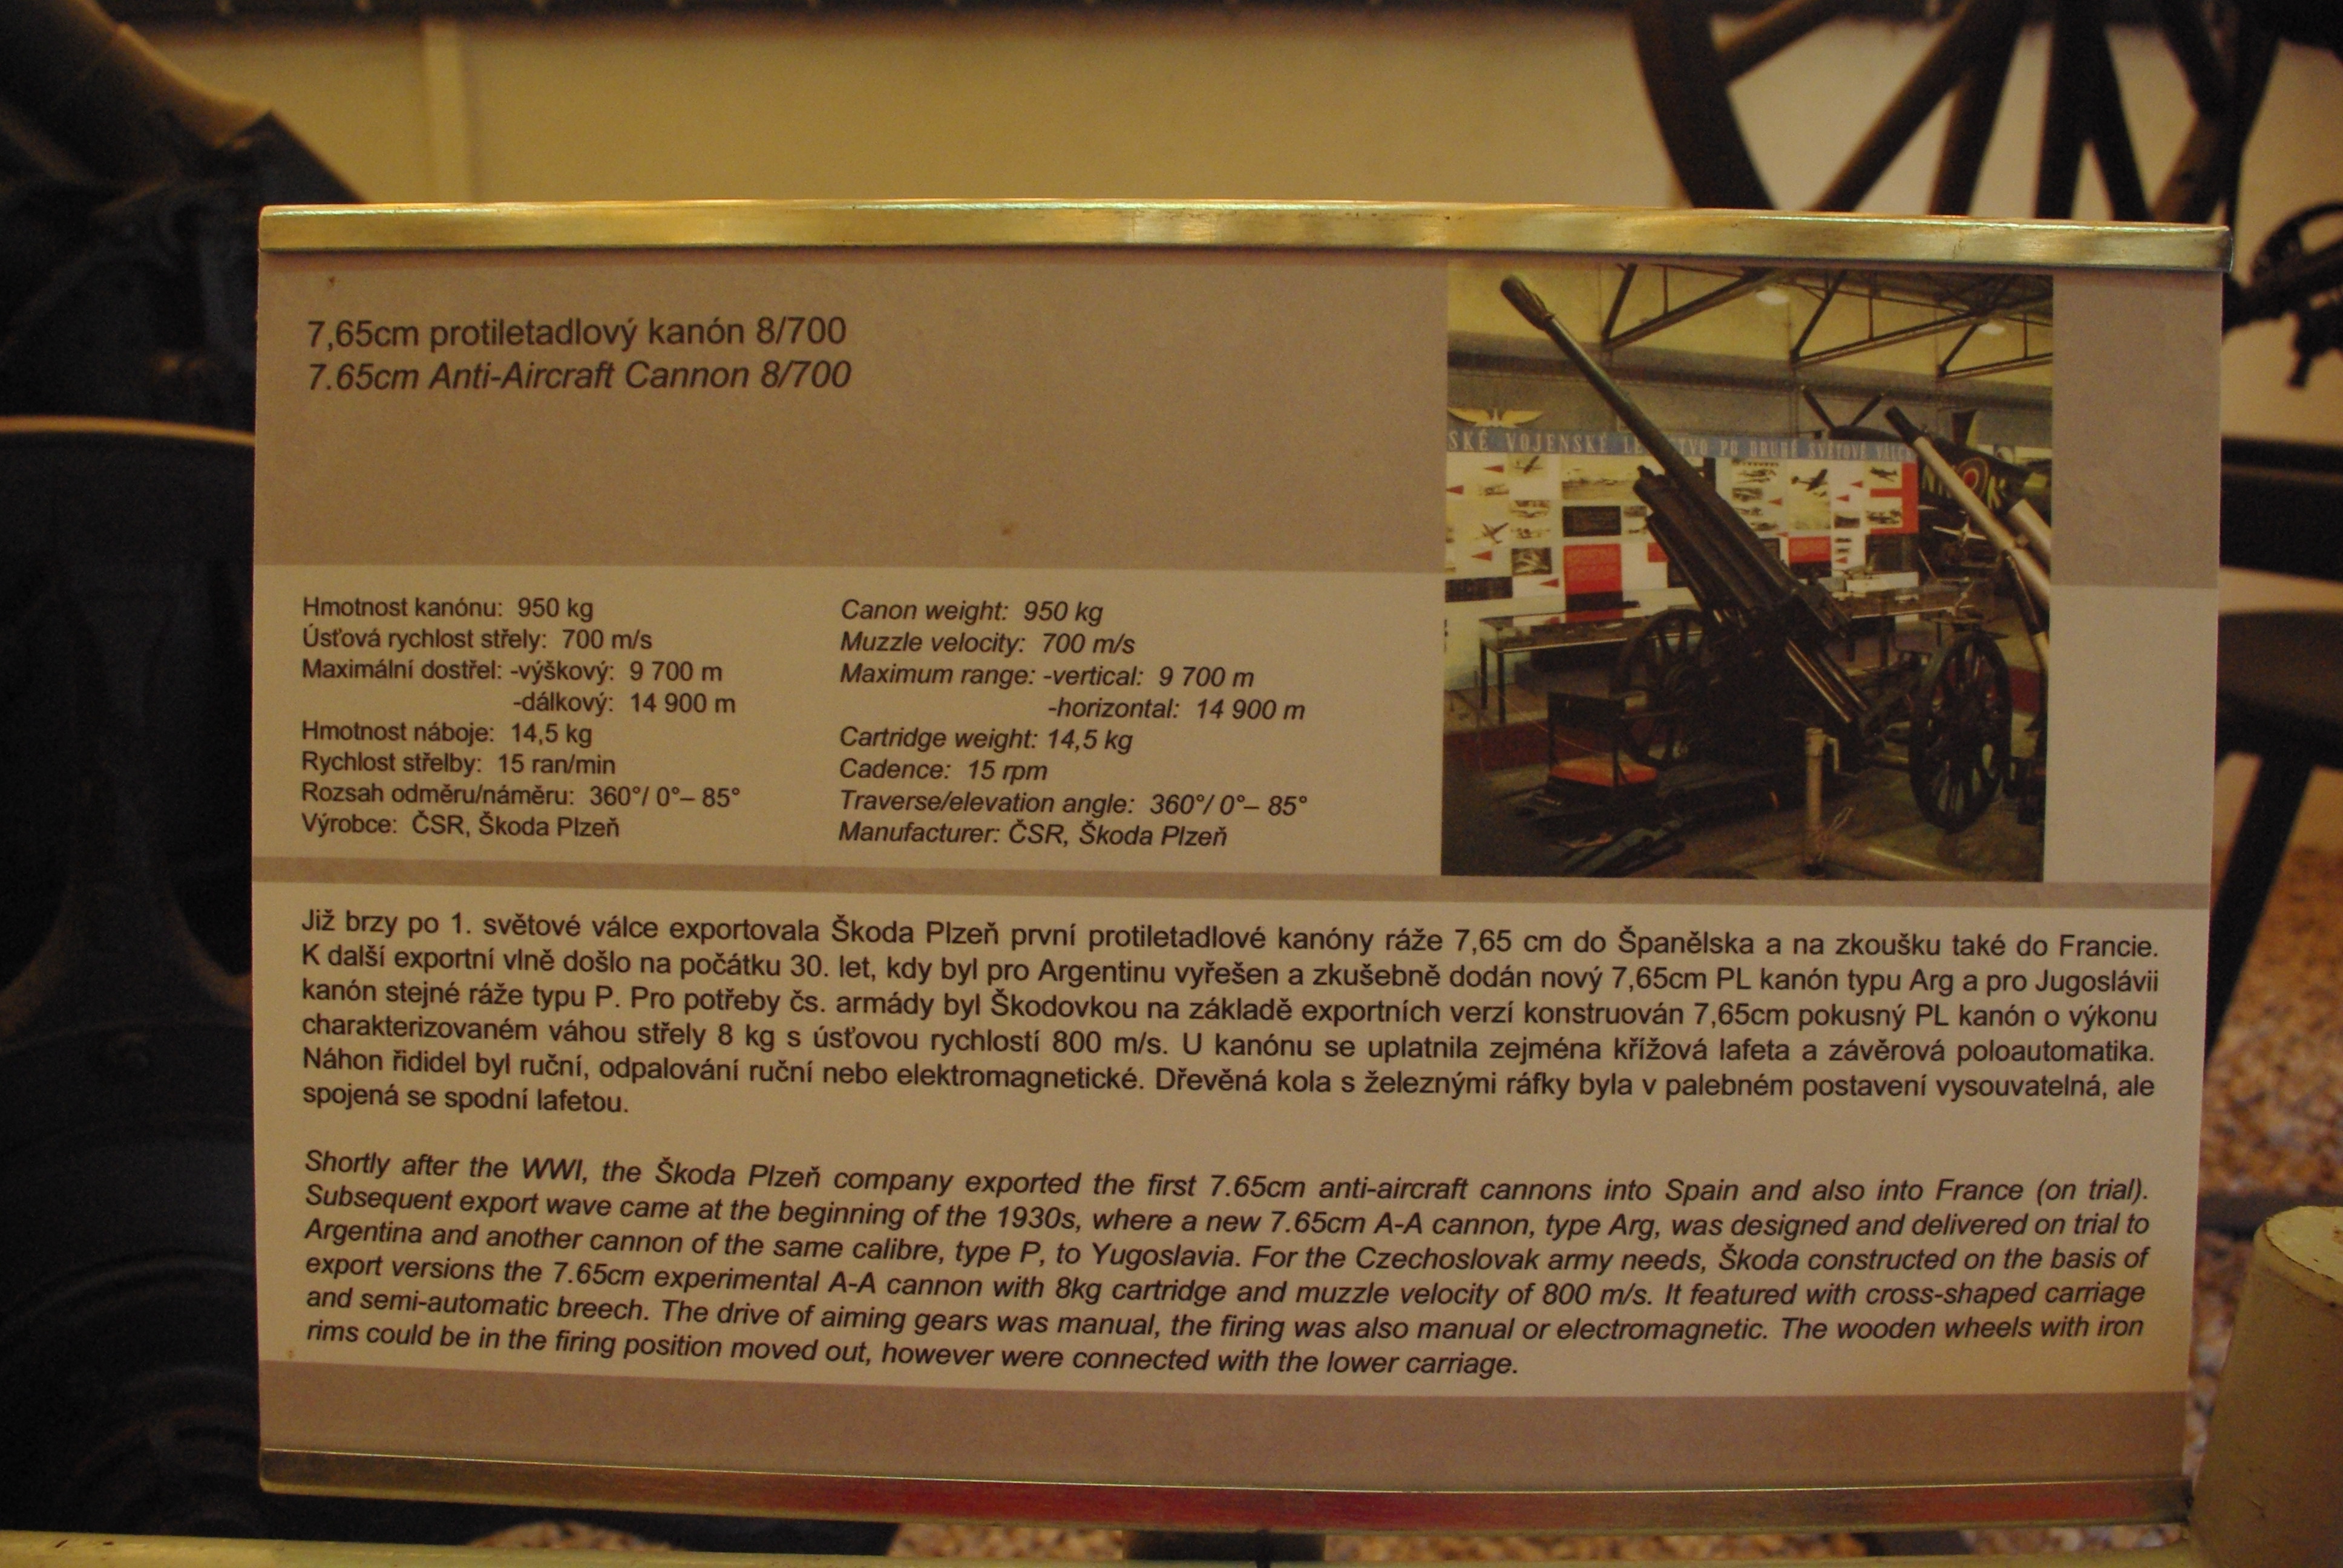 7,65cm protiletadlový kanón 8/700
7.65cm Anti-Aircraft Cannon 8/700
SKÉ VOJENSKÉ LE TVO PO DRUHÉ SVĚTOVÉ VÁLCE
Hmotnost kanónu: 950 kg
Úsťová rychlost střely: 700 m/s
Maximální dostřel: -výškový: 9 700 m
-dálkový: 14 900 m
Hmotnost náboje: 14,5 kg
Rychlost střelby: 15 ran/min
Rozsah odměru/náměru: 360°/ 0°– 85°
Výrobce: ČSR, Škoda Plzeň
Canon weight: 950 kg
Muzzle velocity: 700 m/s
Maximum range: -vertical: 9 700 m
-horizontal: 14 900 m
Cartridge weight: 14,5 kg
Cadence: 15 rpm
Traverse/elevation angle: 360°/ 0°– 85°
Manufacturer: ČSR, Škoda Plzeň
Již brzy po 1. světové válce exportovala Škoda Plzeň první protiletadlové kanóny ráže 7,65 cm do Španělska a na zkoušku také do Francie.
K další exportní vlně došlo na počátku 30. let, kdy byl pro Argentinu vyřešen a zkušebně dodán nový 7,65cm PL kanón typu Arg a pro Jugoslávii
kanón stejné ráže typu P. Pro potřeby čs. armády byl Škodovkou na základě exportních verzí konstruován 7,65cm pokusný PL kanón o výkonu
charakterizovaném váhou střely 8 kg s úsťovou rychlostí 800 m/s. U kanónu se uplatnila zejména křížová lafeta a závěrová poloautomatika.
Náhon řididel byl ruční, odpalování ruční nebo elektromagnetické. Dřevěná kola s železnými ráfky byla v palebném postavení vysouvatelná, ale
spojená se spodní lafetou.
Shortly after the WWI, the Škoda Plzeň company exported the first 7.65cm anti-aircraft cannons into Spain and also into France (on trial).
Subsequent export wave came at the beginning of the 1930s, where a new 7.65cm A-A cannon, type Arg, was designed and delivered on trial to
Argentina and another cannon of the same calibre, type P, to Yugoslavia. For the Czechoslovak army needs, Škoda constructed on the basis of
export versions the 7.65cm experimental A-A cannon with 8kg cartridge and muzzle velocity of 800 m/s. It featured with cross-shaped carriage
and semi-automatic breech. The drive of aiming gears was manual, the firing was also manual or electromagnetic. The wooden wheels with iron
rims could be in the firing position moved out, however were connected with the lower carriage.